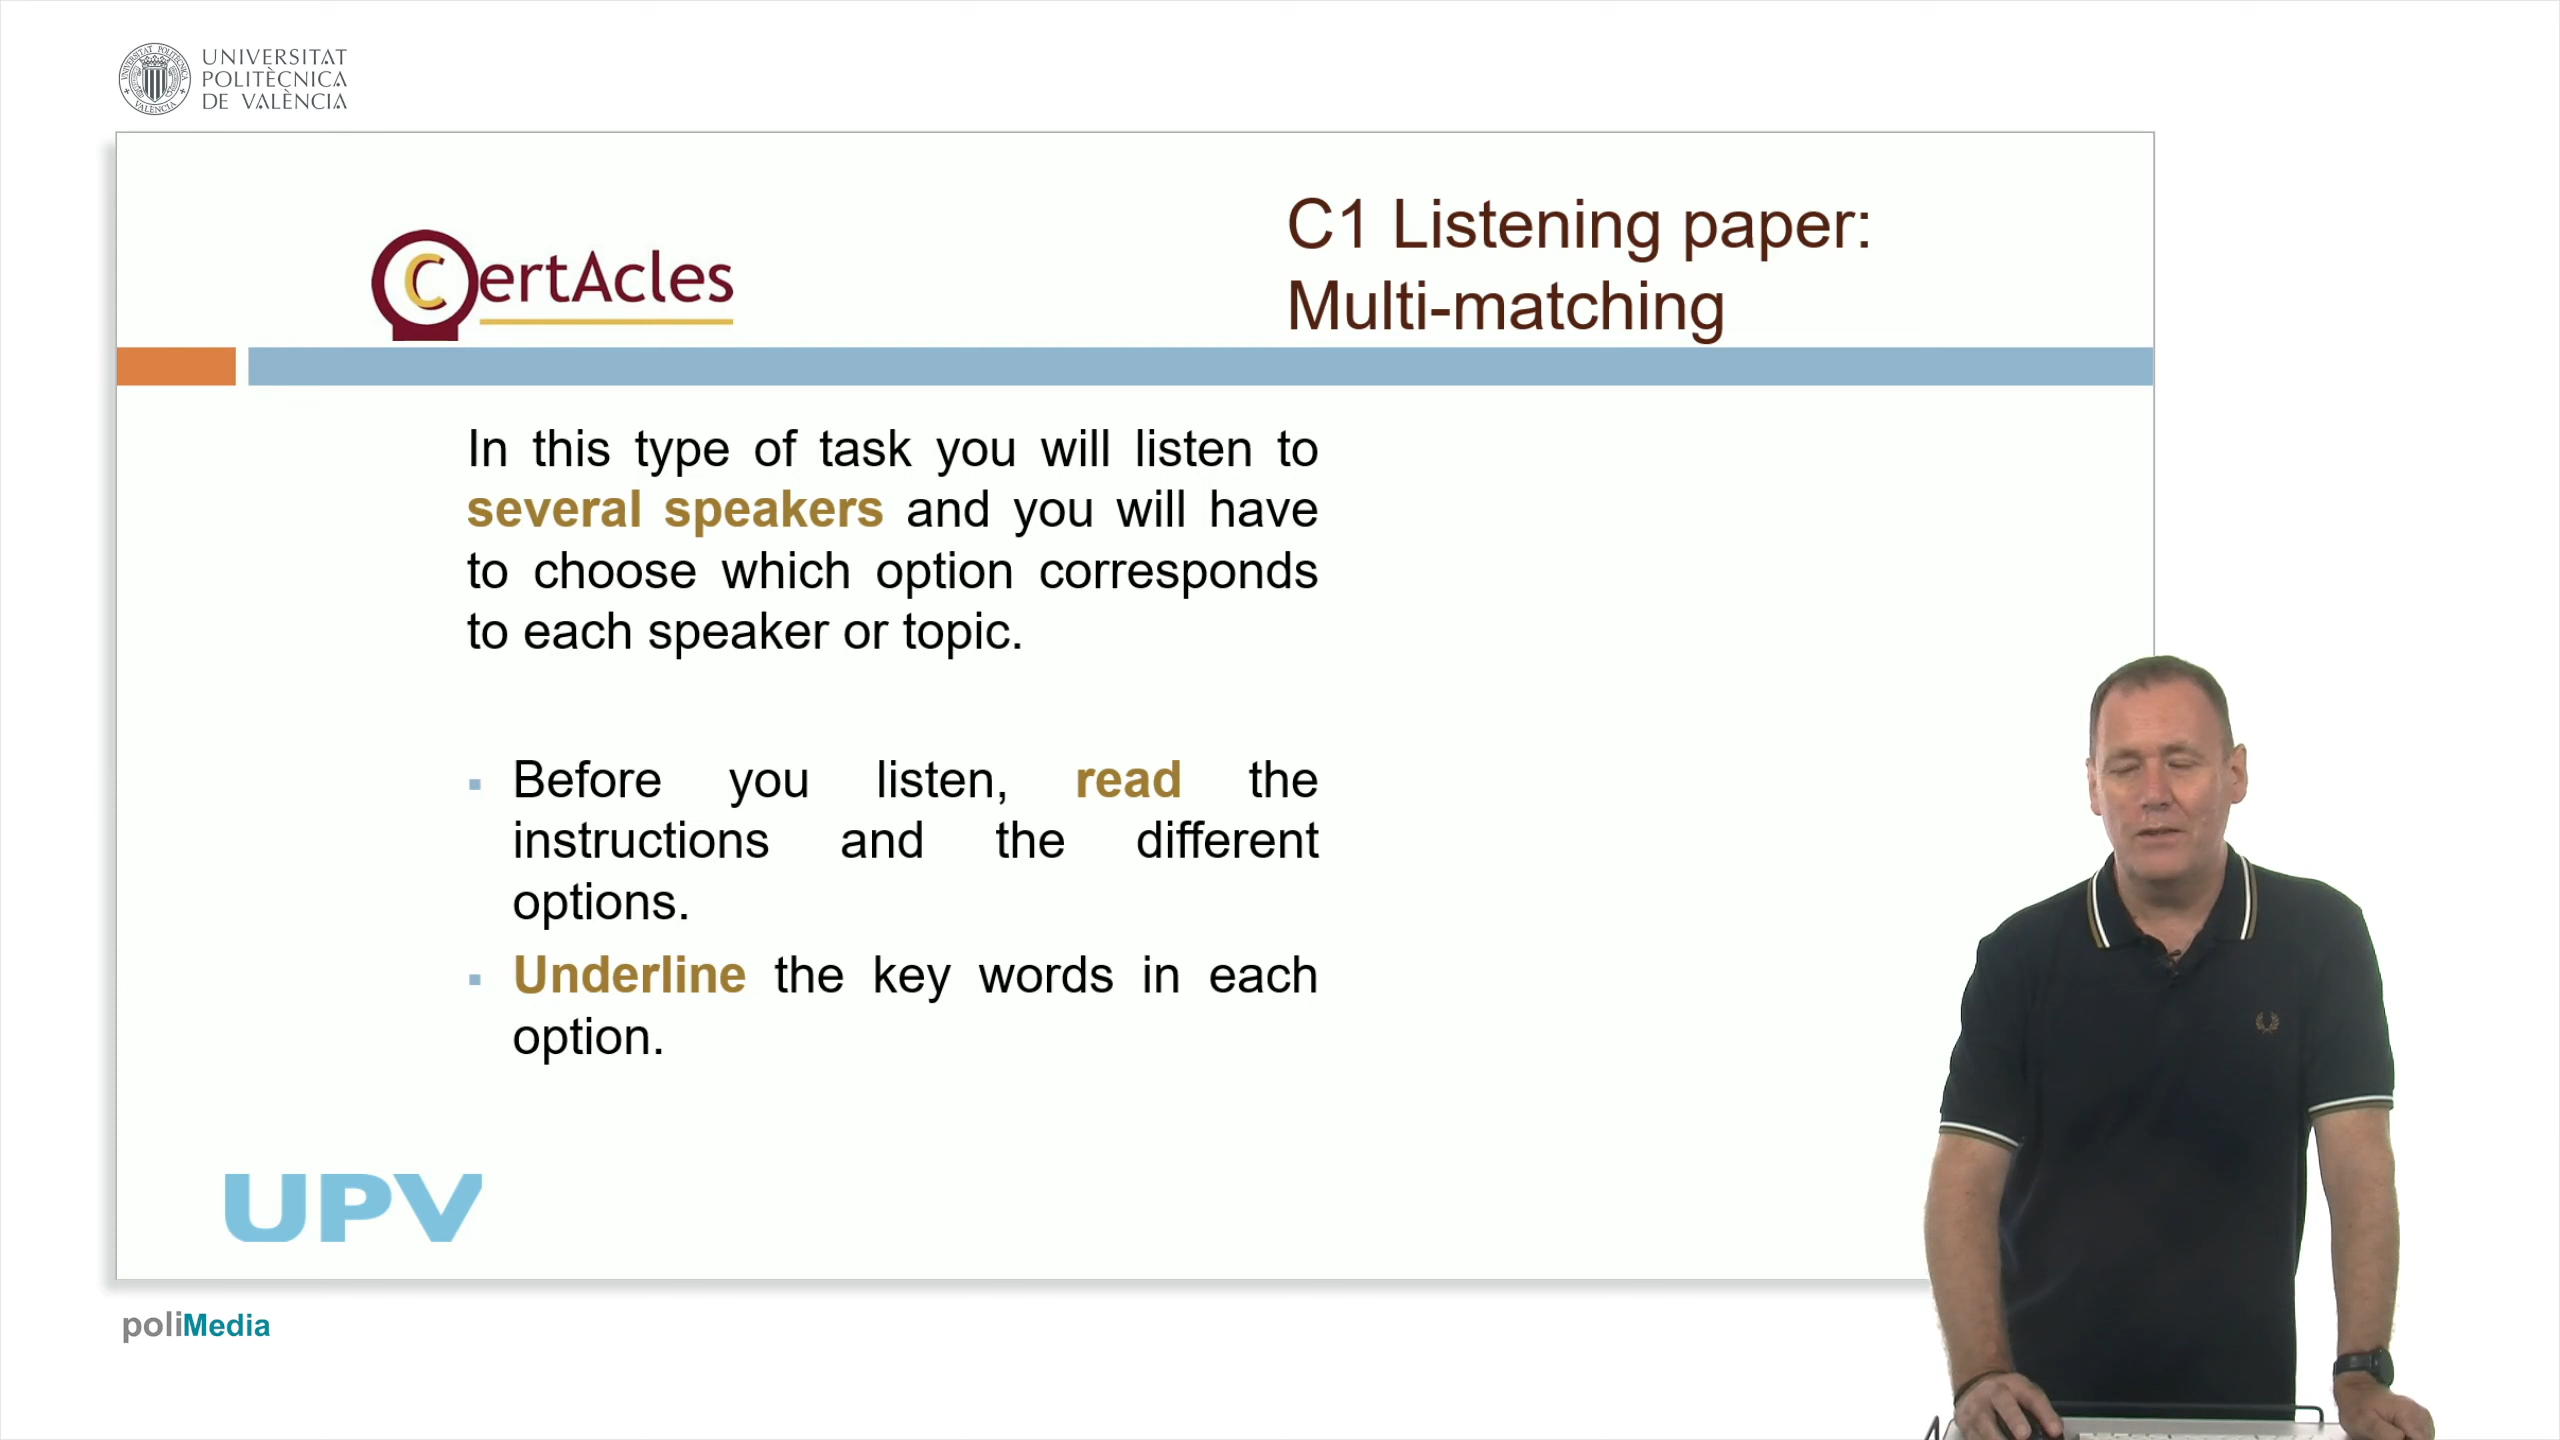 UNIVERSITAT
POLITÈCNICA
DE VALÈNCIA
CertAcles
C1 Listening paper:
Multi-matching
In this type of task you will listen to
several speakers and you will have
to choose which option corresponds
to each speaker or topic.
▪ Before you listen, read the
instructions and the different
options.
▪ Underline the key words in each
option.
UPV
poliMedia